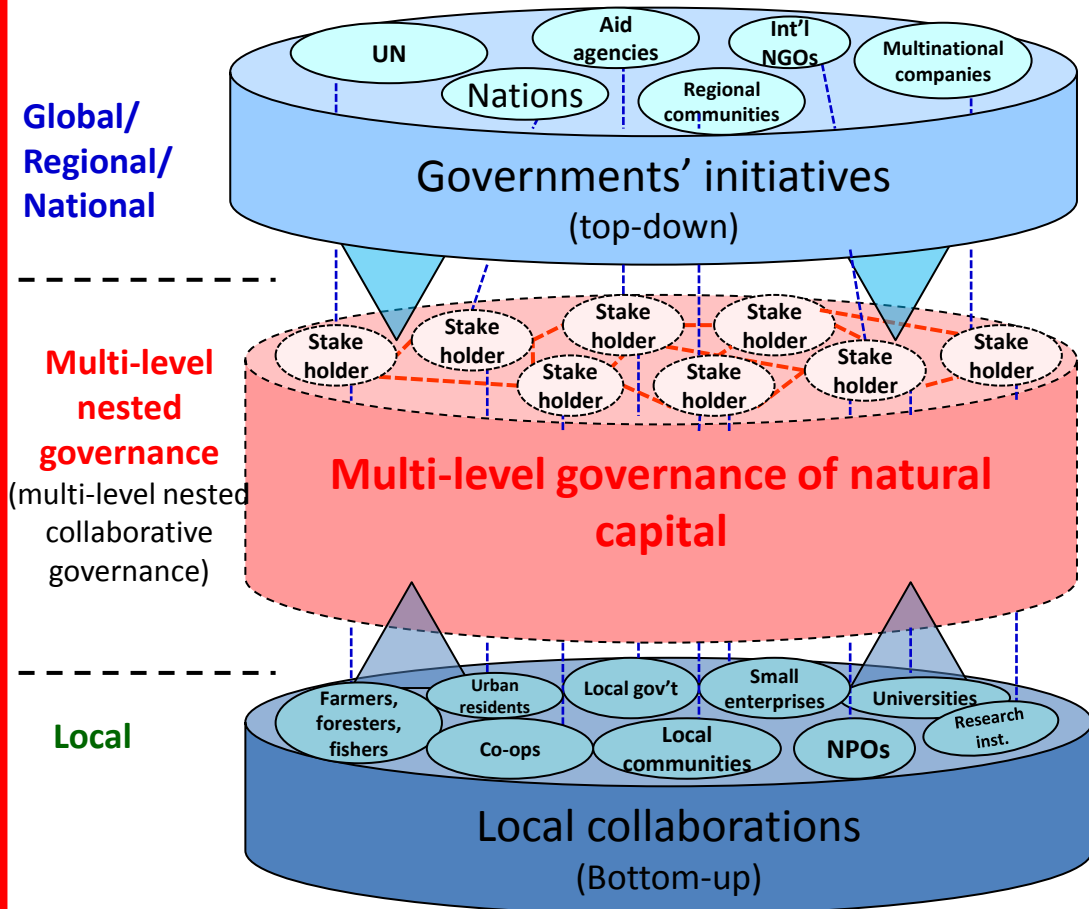 UN
Aid
agencies
Int'l
NGOs
Multinational
companies
Nations
Regional
communities
Global/
Regional/
National
Governments' initiatives
(top-down)
Stake
holder
Stake
holder
Stake
holder
Stake
holder
Stake
holder
Stake
holder
Stake
holder
Stake
holder
Multi-level
nested
governance
(multi-level nested
collaborative
governance)
Multi-level governance of natural
capital
Local
Farmers,
foresters,
fishers
Urban
residents
Local gov't
Small
enterprises
Universities
Research
inst.
Co-ops
Local
communities
NPOs
Local collaborations
(Bottom-up)